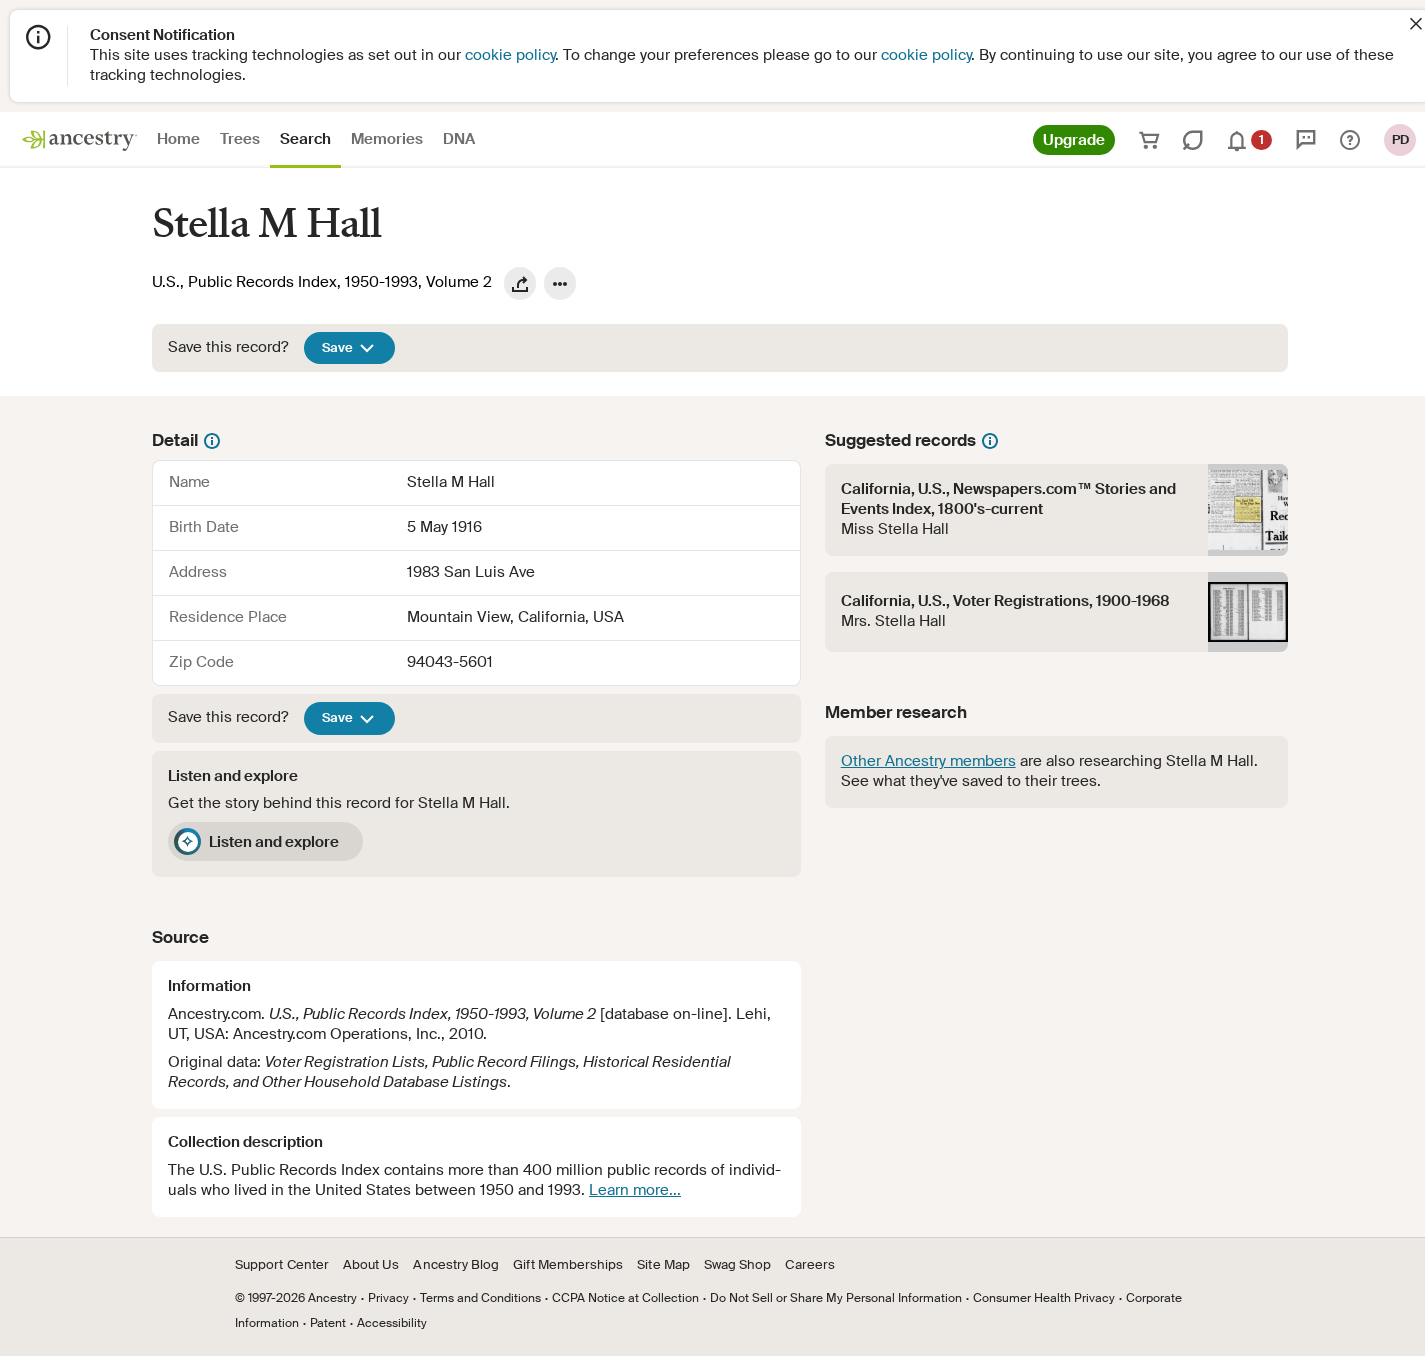 Consent Notification
This site uses tracking technologies as set out in our cookie policy. To change your preferences please go to our cookie policy. By continuing to use our site, you agree to our use of these
tracking technologies.
ancestry
Home Trees Search Memories DNA
Upgrade 1 PD
Stella M Hall
U.S., Public Records Index, 1950-1993, Volume 2
Save this record? Save
Detail
Name Stella M Hall
Birth Date 5 May 1916
Address 1983 San Luis Ave
Residence Place Mountain View, California, USA
Zip Code 94043-5601
Save this record? Save
Listen and explore
Get the story behind this record for Stella M Hall.
Listen and explore
Suggested records
California, U.S., Newspapers.com™ Stories and
Events Index, 1800's-current
Miss Stella Hall
California, U.S., Voter Registrations, 1900-1968
Mrs. Stella Hall
Member research
Other Ancestry members are also researching Stella M Hall.
See what they've saved to their trees.
Source
Information
Ancestry.com. U.S., Public Records Index, 1950-1993, Volume 2 [database on-line]. Lehi,
UT, USA: Ancestry.com Operations, Inc., 2010.
Original data: Voter Registration Lists, Public Record Filings, Historical Residential
Records, and Other Household Database Listings.
Collection description
The U.S. Public Records Index contains more than 400 million public records of individ-
uals who lived in the United States between 1950 and 1993. Learn more...
Support Center About Us Ancestry Blog Gift Memberships Site Map Swag Shop Careers
© 1997-2026 Ancestry · Privacy · Terms and Conditions · CCPA Notice at Collection · Do Not Sell or Share My Personal Information · Consumer Health Privacy · Corporate
Information · Patent · Accessibility